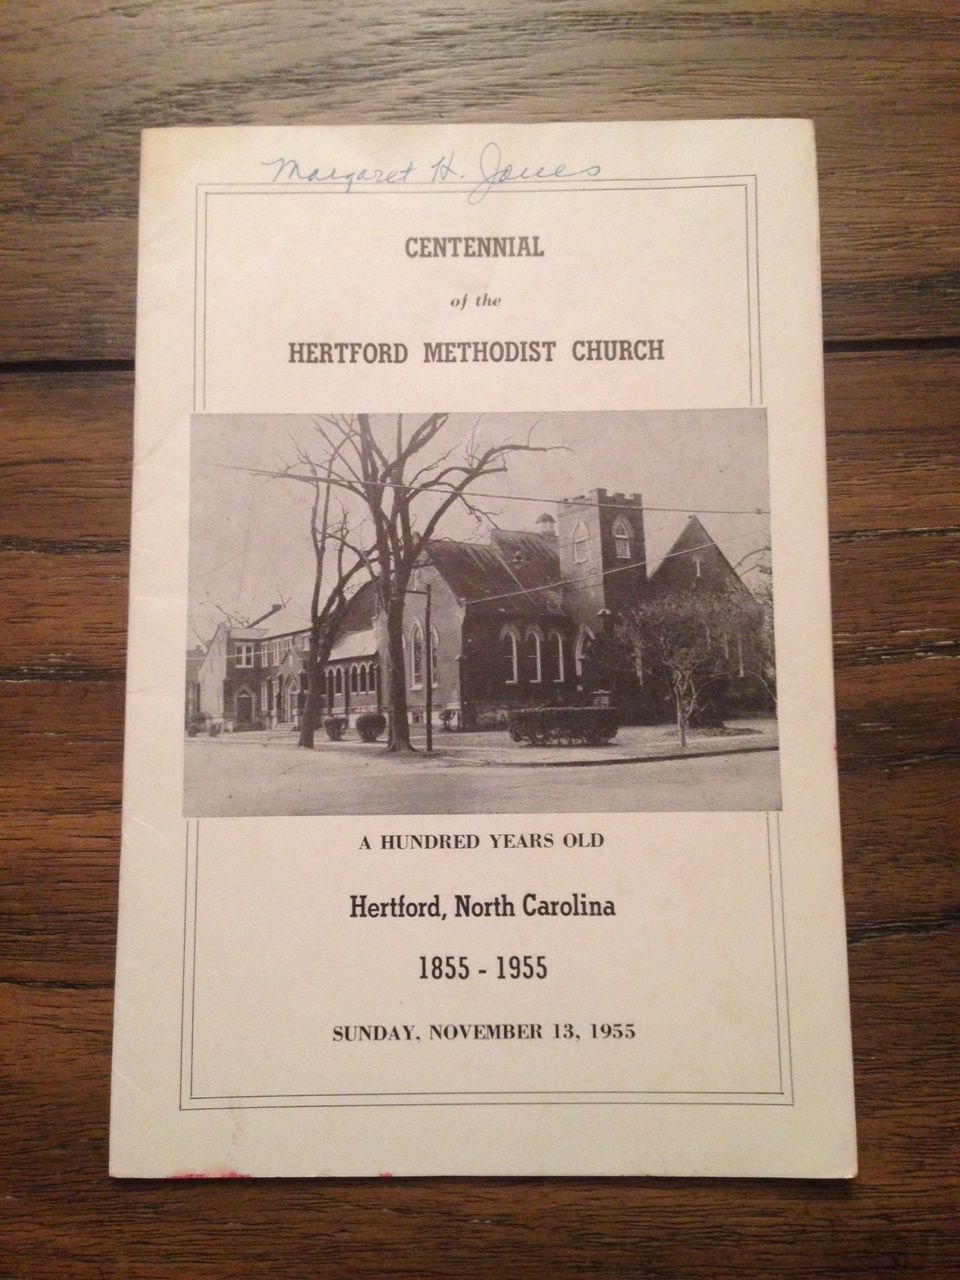 Margaret H. Jones
CENTENNIAL
of the
HERTFORD METHODIST CHURCH
A HUNDRED YEARS OLD
Hertford, North Carolina
1855 - 1955
SUNDAY, NOVEMBER 13, 1955